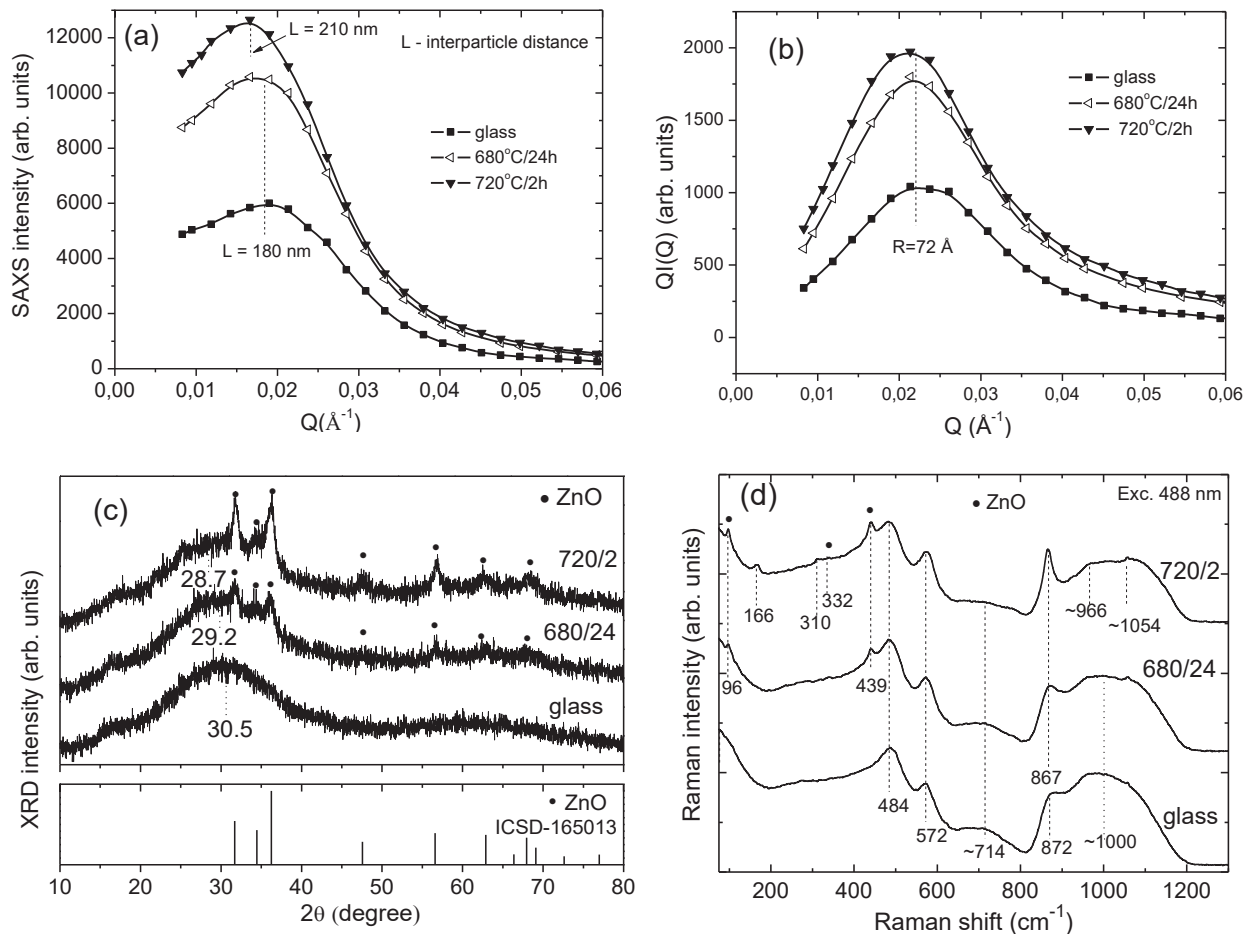 (a)
L = 210 nm
L - interparticle distance
glass
680°C/24h
720°C/2h
L = 180 nm
SAXS intensity (arb. units)
12000
10000
8000
6000
4000
2000
0
0,00 0,01 0,02 0,03 0,04 0,05 0,06
Q(Å⁻¹)
(b)
glass
680°C/24h
720°C/2h
R=72 Å
QI(Q) (arb. units)
2000
1750
1500
1250
1000
750
500
250
0
0,00 0,01 0,02 0,03 0,04 0,05 0,06
Q (Å⁻¹)
(c)
• ZnO
720/2
28.7
680/24
29.2
glass
30.5
XRD intensity (arb. units)
• ZnO
ICSD-165013
10 20 30 40 50 60 70 80
2θ (degree)
(d)
• ZnO
Exc. 488 nm
720/2
166
310
332
~966
~1054
680/24
96
439
867
glass
484
572
~714
872
~1000
Raman intensity (arb. units)
200 400 600 800 1000 1200
Raman shift (cm⁻¹)